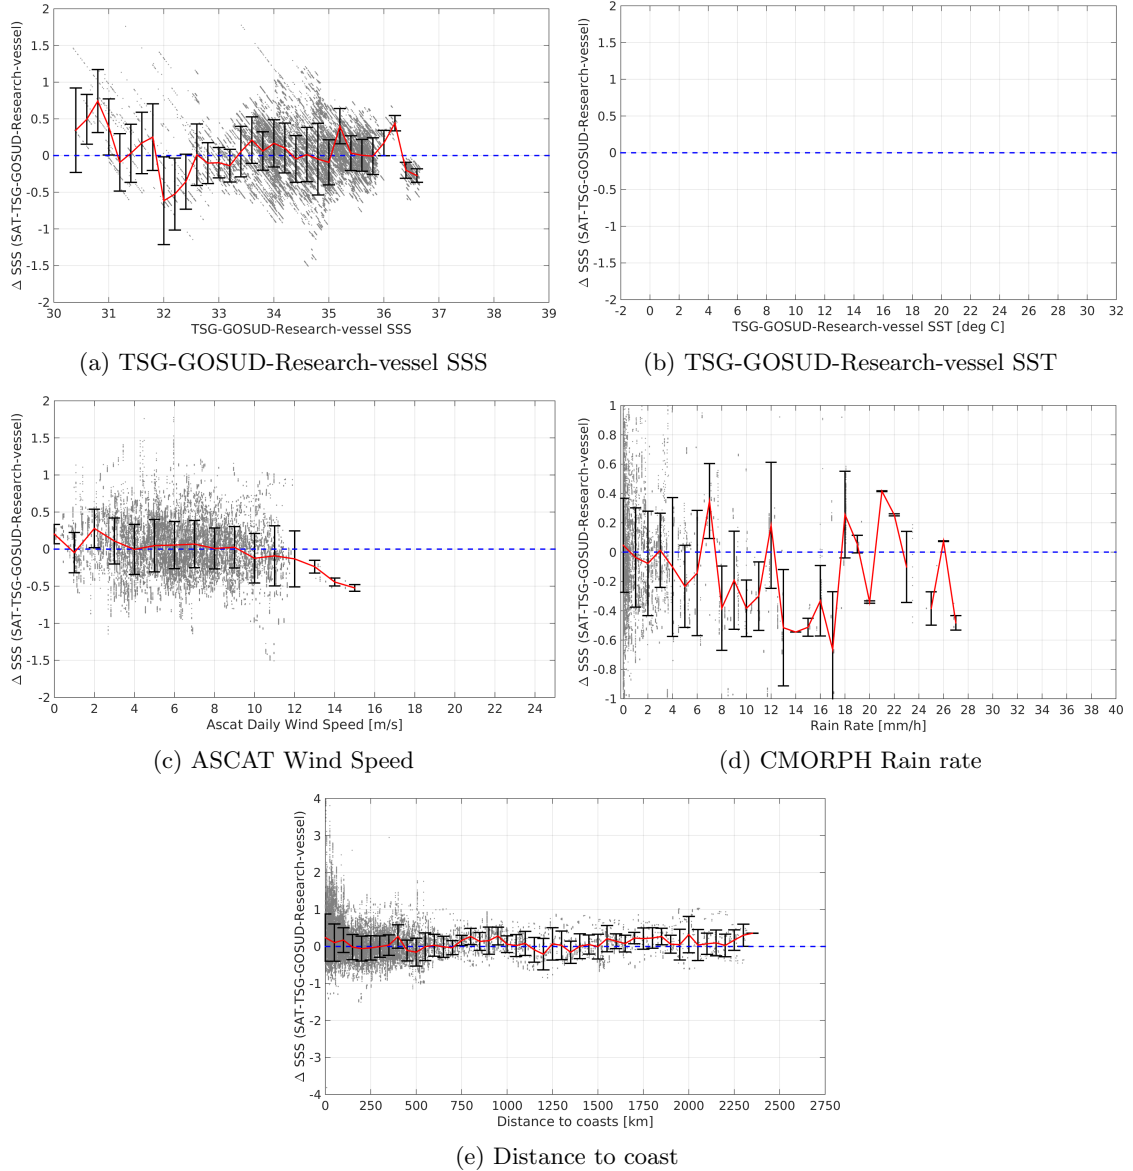 Δ SSS (SAT-TSG-GOSUD-Research-vessel)
2
1.5
1
0.5
0
-0.5
-1
-1.5
-2
30 31 32 33 34 35 36 37 38 39
TSG-GOSUD-Research-vessel SSS
(a) TSG-GOSUD-Research-vessel SSS
Δ SSS (SAT-TSG-GOSUD-Research-vessel)
2
1.5
1
0.5
0
-0.5
-1
-1.5
-2
-2 0 2 4 6 8 10 12 14 16 18 20 22 24 26 28 30 32
TSG-GOSUD-Research-vessel SST [deg C]
(b) TSG-GOSUD-Research-vessel SST
Δ SSS (SAT-TSG-GOSUD-Research-vessel)
2
1.5
1
0.5
0
-0.5
-1
-1.5
-2
0 2 4 6 8 10 12 14 16 18 20 22 24
Ascat Daily Wind Speed [m/s]
(c) ASCAT Wind Speed
Δ SSS (SAT-TSG-GOSUD-Research-vessel)
1
0.8
0.6
0.4
0.2
0
-0.2
-0.4
-0.6
-0.8
-1
0 2 4 6 8 10 12 14 16 18 20 22 24 26 28 30 32 34 36 38 40
Rain Rate [mm/h]
(d) CMORPH Rain rate
Δ SSS (SAT-TSG-GOSUD-Research-vessel)
4
3
2
1
0
-1
-2
-3
-4
0 250 500 750 1000 1250 1500 1750 2000 2250 2500 2750
Distance to coasts [km]
(e) Distance to coast